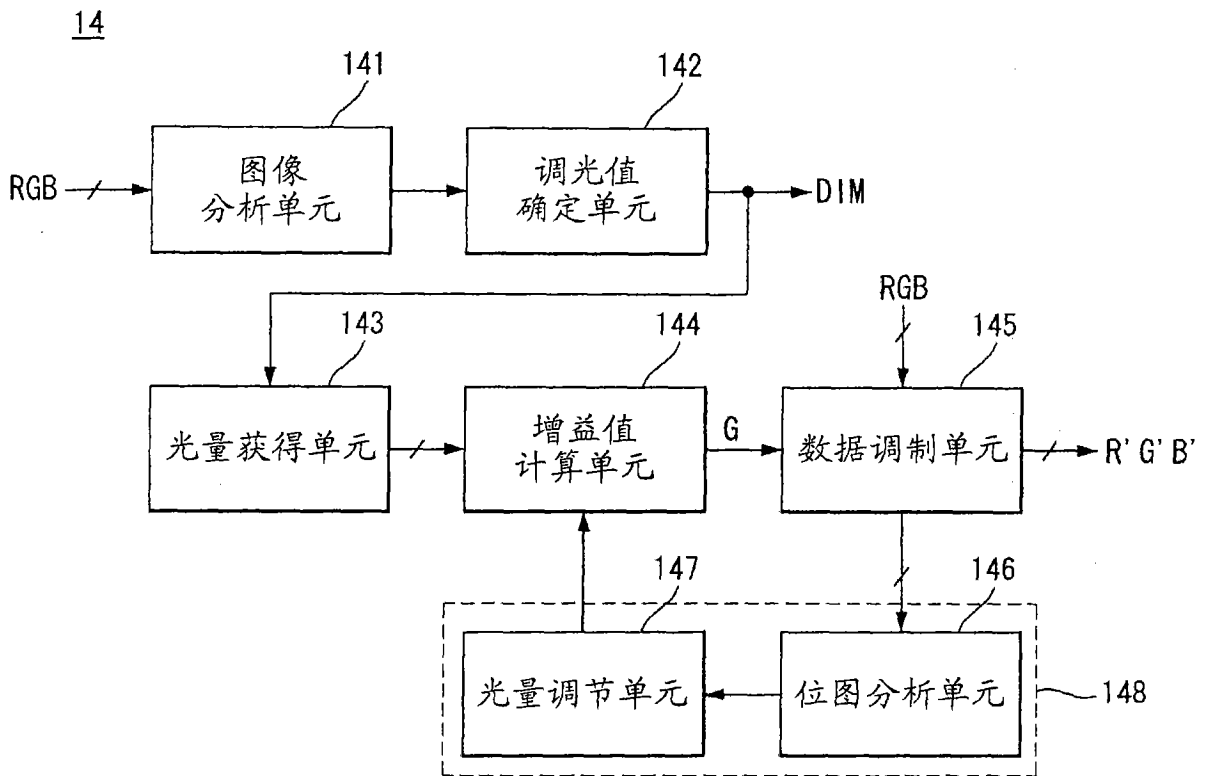 14
141
142
RGB
图像
分析单元
调光值
确定单元
DIM
RGB
143
144
145
光量获得单元
增益值
计算单元
G
数据调制单元
R'G'B'
147
146
光量调节单元
位图分析单元
148